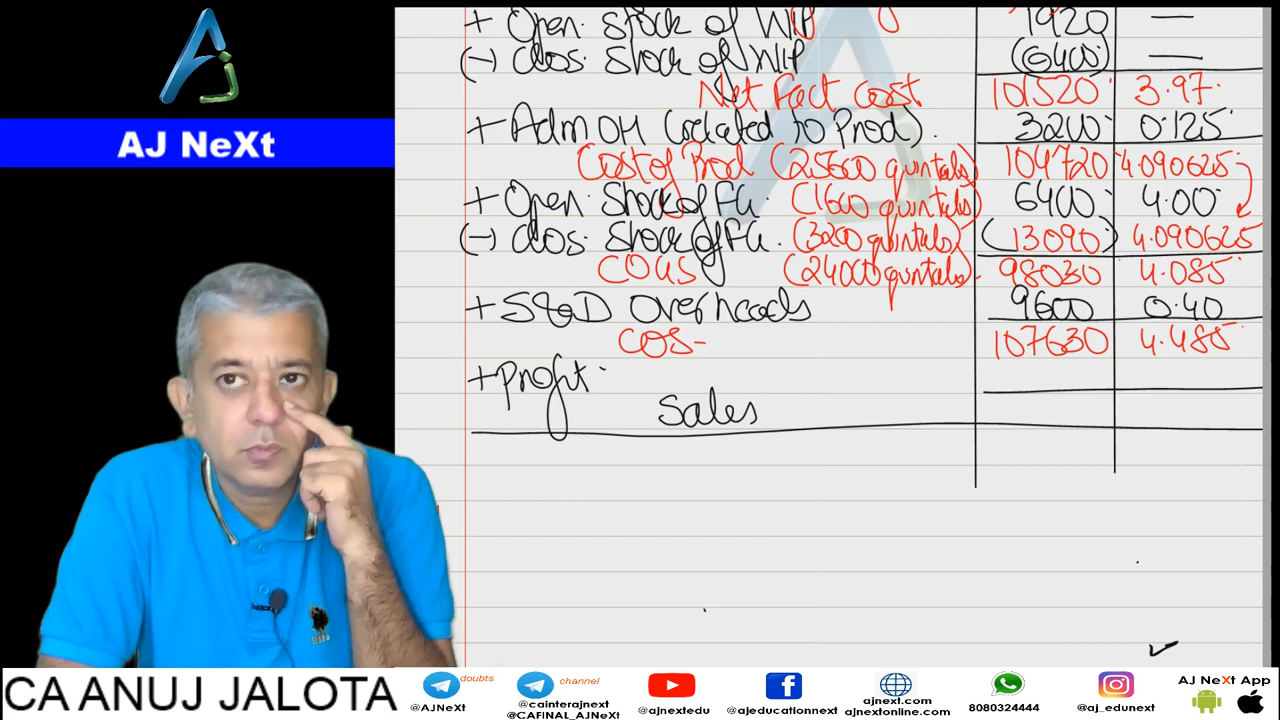 AJ NeXt
+ Open. Stock of WIP 1920 —
(-) Clos. Stock of WIP (6400) —
Net Fact cost 101520 3.97
+ Adm OH (related to Prod). 3200 0.125
Cost of Prod (25600 quintals) 104720 4.090625
+ Open. Stock of FG. (1600 quintals) 6400 4.00
(-) Clos. Stock of FG. (3200 quintals) (13090) 4.090625
COGS (24000 quintals). 98030 4.085
+ S&D Overheads 9600 0.40
COS- 107630 4.485
+ Profit.
Sales
CA ANUJ JALOTA
doubts
@AJNeXt
channel
@cainterajnext
@CAFINAL_AJNeXt
@ajnextedu
@ajeducationnext
ajnext.com
ajnextonline.com
8080324444
@aj_edunext
AJ NeXt App